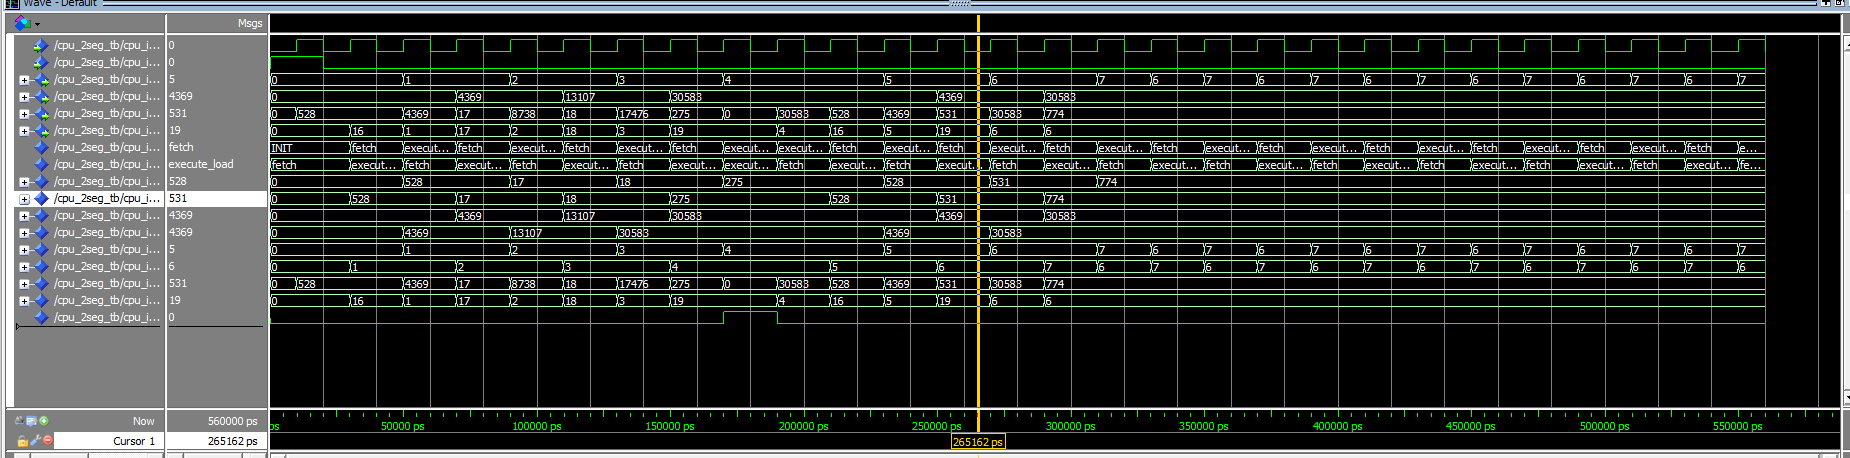 Wave - Default
Msgs
/cpu_2seg_tb/cpu_i... 0
/cpu_2seg_tb/cpu_i... 0
/cpu_2seg_tb/cpu_i... 5 0 1 2 3 4 5 6 7 6 7 6 7 6 7 6 7 6 7 6 7 6 7
/cpu_2seg_tb/cpu_i... 4369 0 4369 13107 30583 4369 30583
/cpu_2seg_tb/cpu_i... 531 0 528 4369 17 8738 18 17476 275 0 30583 528 4369 531 30583 774
/cpu_2seg_tb/cpu_i... 19 0 16 1 17 2 18 3 19 4 16 5 19 6 6
/cpu_2seg_tb/cpu_i... fetch INIT fetch execut... fetch execut... fetch execut... fetch execut... fetch execut... fetch execut... fetch execut... fetch execut... fetch execut... fetch execut... fetch execut... fetch execut... fetch e...
/cpu_2seg_tb/cpu_i... execute_load fetch execut... fetch execut... fetch execut... fetch execut... fetch execut... fetch execut... fetch execut... fetch execut... fetch execut... fetch execut... fetch execut... fetch execut... fetch execut... fe...
/cpu_2seg_tb/cpu_i... 528 0 528 17 18 275 528 531 774
/cpu_2seg_tb/cpu_i... 531 0 528 17 18 275 528 531 774
/cpu_2seg_tb/cpu_i... 4369 0 4369 13107 30583 4369 30583
/cpu_2seg_tb/cpu_i... 4369 0 4369 13107 30583 4369 30583
/cpu_2seg_tb/cpu_i... 5 0 1 2 3 4 5 6 7 6 7 6 7 6 7 6 7 6 7 6 7 6 7
/cpu_2seg_tb/cpu_i... 6 0 1 2 3 4 5 6 7 6 7 6 7 6 7 6 7 6 7 6 7 6 7 6
/cpu_2seg_tb/cpu_i... 531 0 528 4369 17 8738 18 17476 275 0 30583 528 4369 531 30583 774
/cpu_2seg_tb/cpu_i... 19 0 16 1 17 2 18 3 19 4 16 5 19 6 6
/cpu_2seg_tb/cpu_i... 0
Now 560000 ps ps 50000 ps 100000 ps 150000 ps 200000 ps 250000 ps 300000 ps 350000 ps 400000 ps 450000 ps 500000 ps 550000 ps
Cursor 1 265162 ps 265162 ps